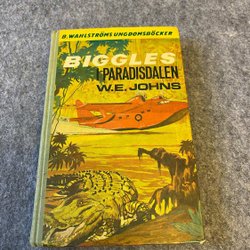 B. WAHLSTRÖMS UNGDOMSBÖCKER
BIGGLES
I PARADISDALEN
W.E. JOHNS